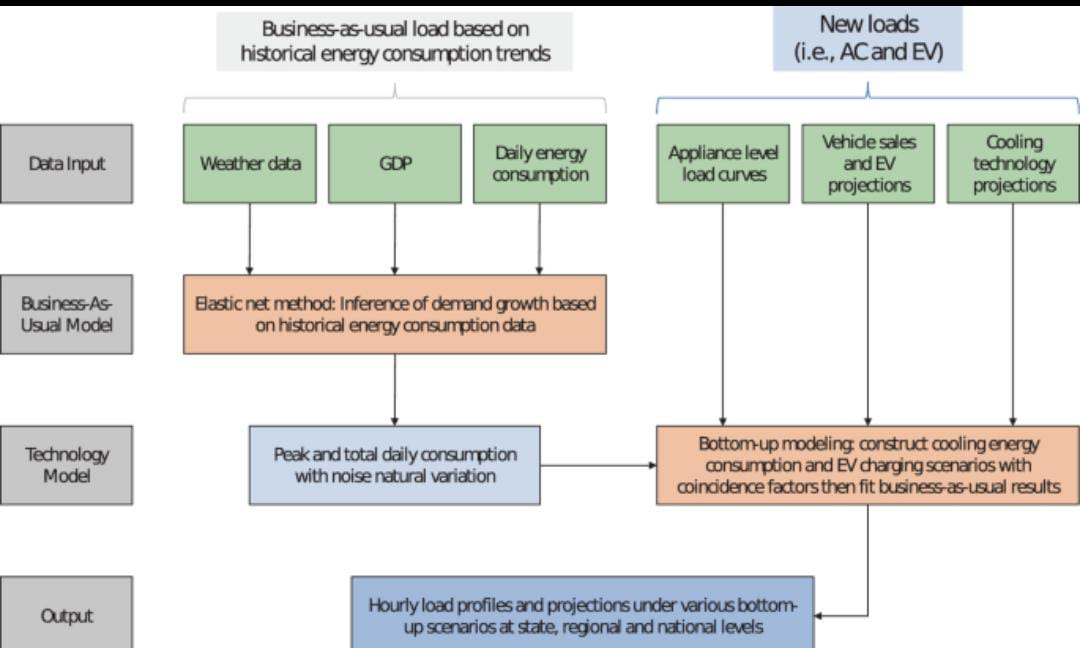 Business-as-usual load based on
historical energy consumption trends
New loads
(i.e., AC and EV)
Data Input
Weather data
GDP
Daily energy
consumption
Appliance level
load curves
Vehicle sales
and EV
projections
Cooling
technology
projections
Business-As-
Usual Model
Elastic net method: Inference of demand growth based
on historical energy consumption data
Technology
Model
Peak and total daily consumption
with noise natural variation
Bottom-up modeling: construct cooling energy
consumption and EV charging scenarios with
coincidence factors then fit business-as-usual results
Output
Hourly load profiles and projections under various bottom-
up scenarios at state, regional and national levels